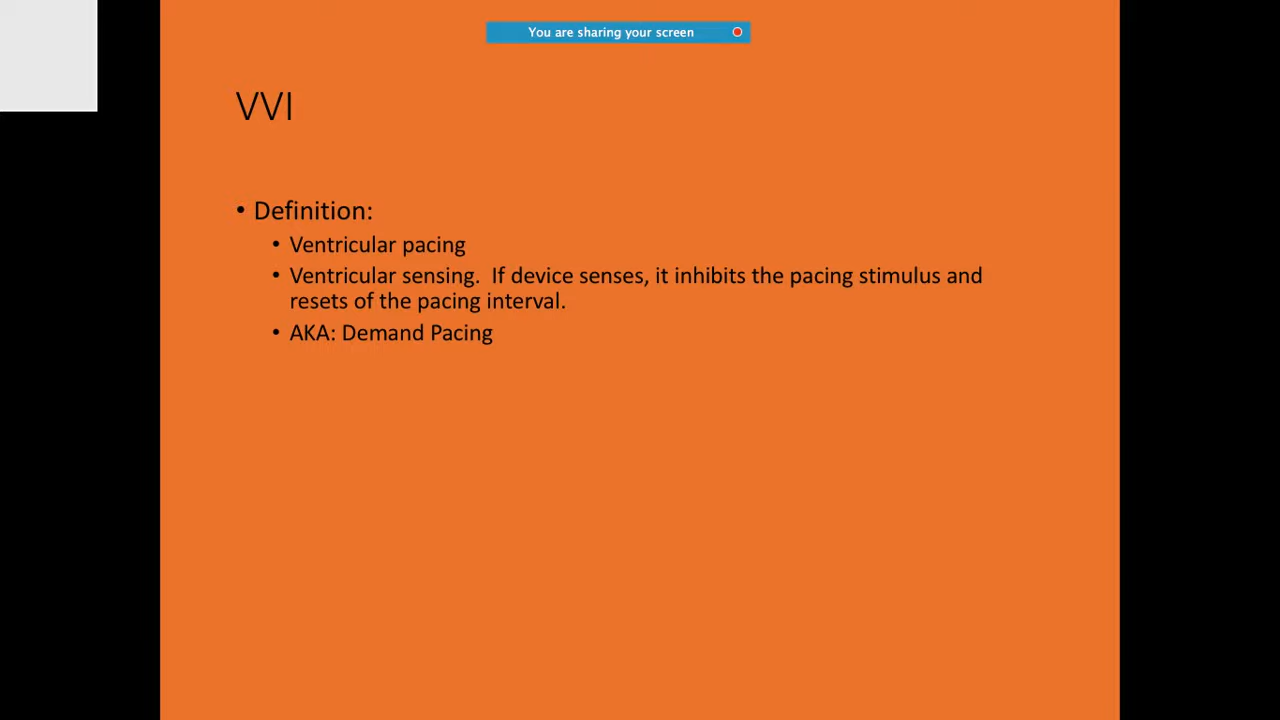 You are sharing your screen
VVI
• Definition:
• Ventricular pacing
• Ventricular sensing.  If device senses, it inhibits the pacing stimulus and
resets of the pacing interval.
• AKA: Demand Pacing